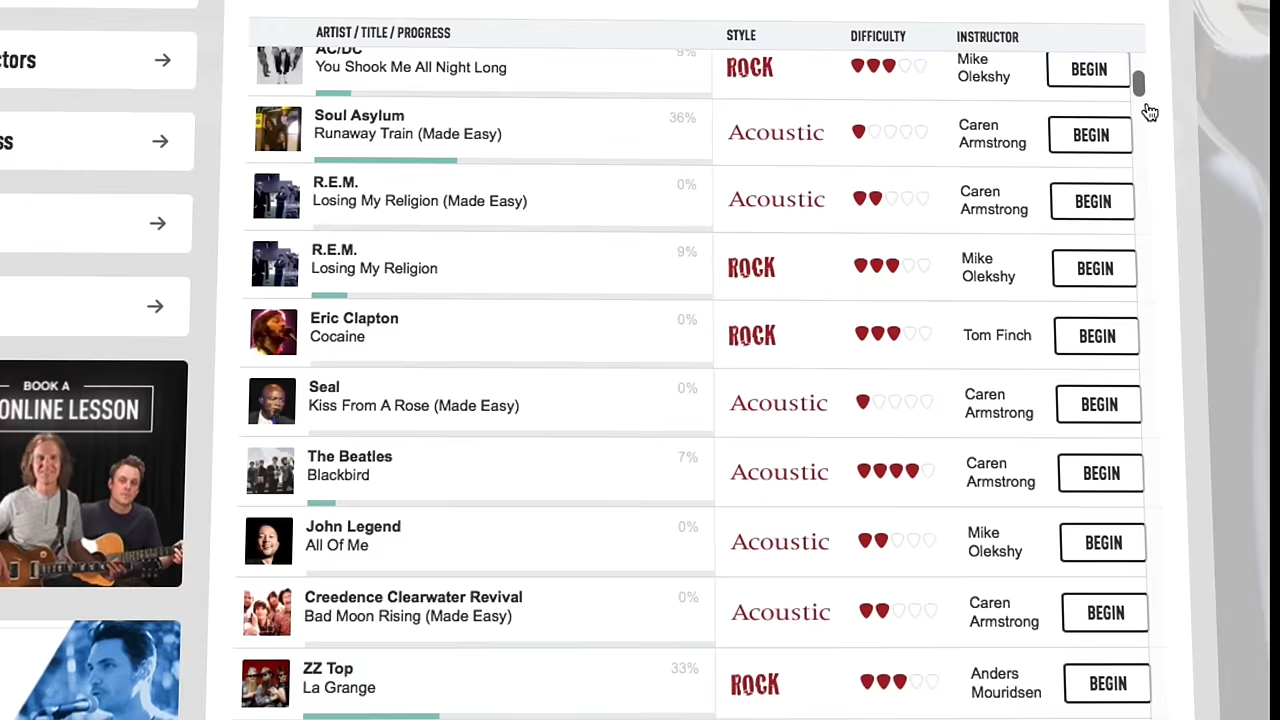 ARTIST / TITLE / PROGRESS STYLE DIFFICULTY INSTRUCTOR
AC/DC 9%
You Shook Me All Night Long ROCK Mike Olekshy BEGIN
Soul Asylum 36%
Runaway Train (Made Easy) Acoustic Caren Armstrong BEGIN
R.E.M. 0%
Losing My Religion (Made Easy) Acoustic Caren Armstrong BEGIN
R.E.M. 9%
Losing My Religion ROCK Mike Olekshy BEGIN
Eric Clapton 0%
Cocaine ROCK Tom Finch BEGIN
Seal 0%
Kiss From A Rose (Made Easy) Acoustic Caren Armstrong BEGIN
The Beatles 7%
Blackbird Acoustic Caren Armstrong BEGIN
John Legend 0%
All Of Me Acoustic Mike Olekshy BEGIN
Creedence Clearwater Revival 0%
Bad Moon Rising (Made Easy) Acoustic Caren Armstrong BEGIN
ZZ Top 33%
La Grange ROCK Anders Mouridsen BEGIN
ctors
ss
BOOK A
ONLINE LESSON